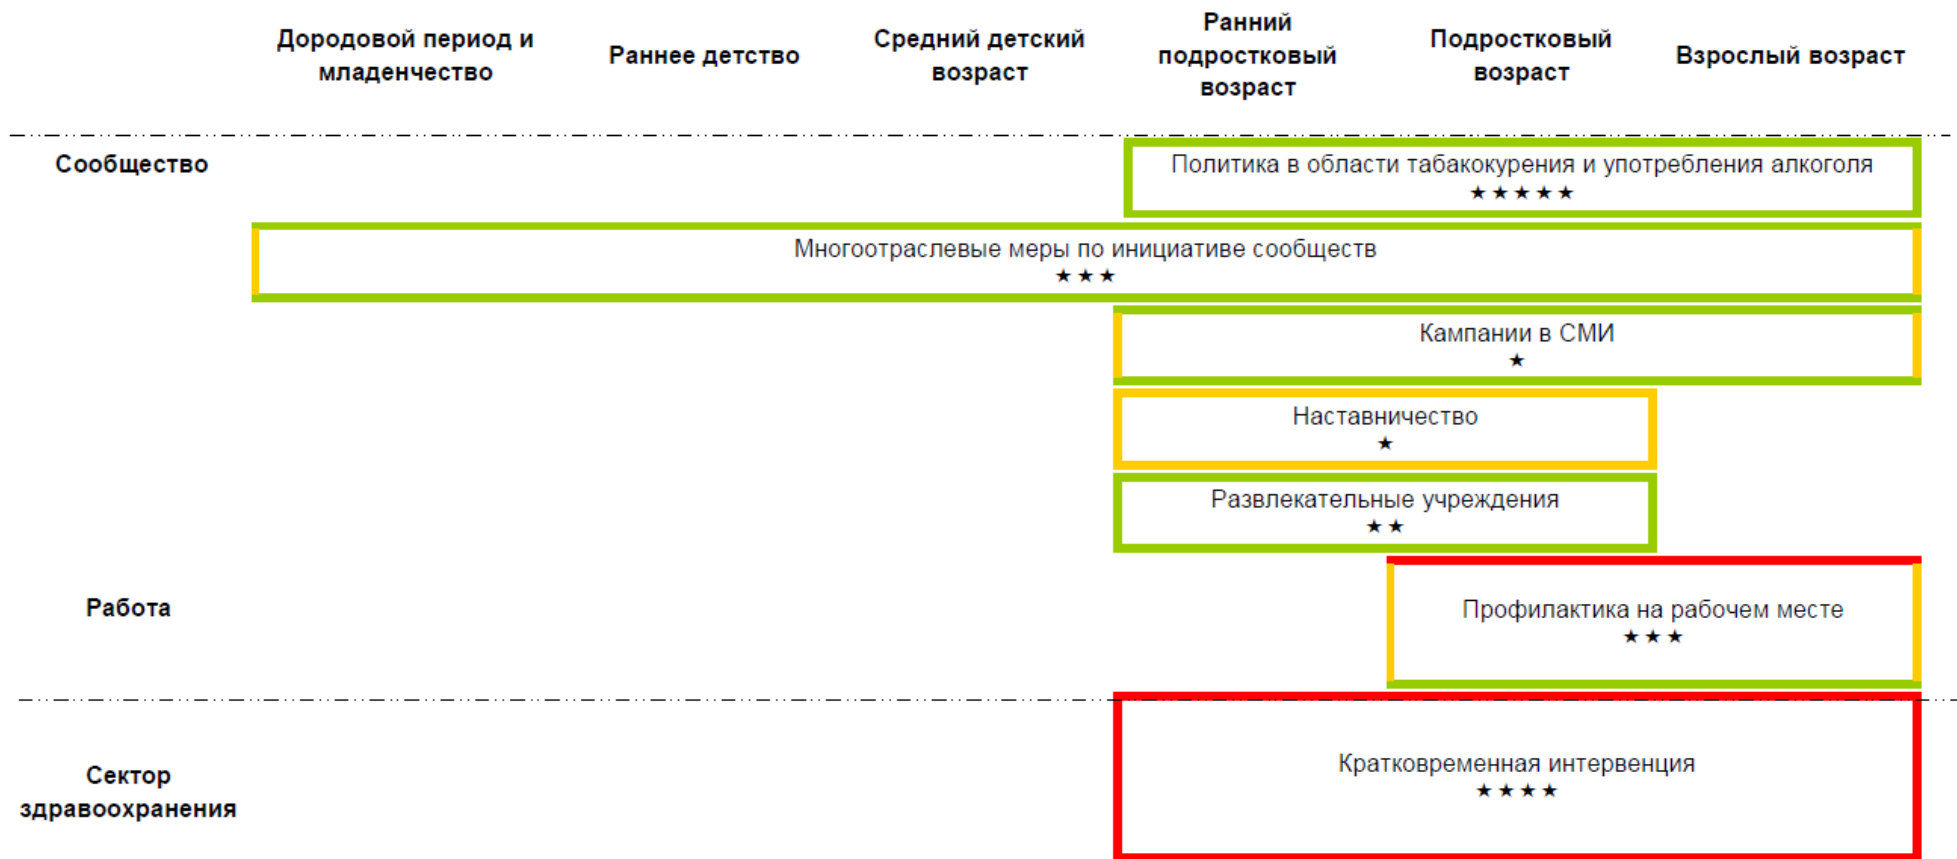 Дородовой период и
младенчество
Раннее детство
Средний детский
возраст
Ранний
подростковый
возраст
Подростковый
возраст
Взрослый возраст
Сообщество
Политика в области табакокурения и употребления алкоголя
★★★★★
Многоотраслевые меры по инициативе сообществ
★★★
Кампании в СМИ
★
Наставничество
★
Развлекательные учреждения
★★
Работа
Профилактика на рабочем месте
★★★
Сектор
здравоохранения
Кратковременная интервенция
★★★★